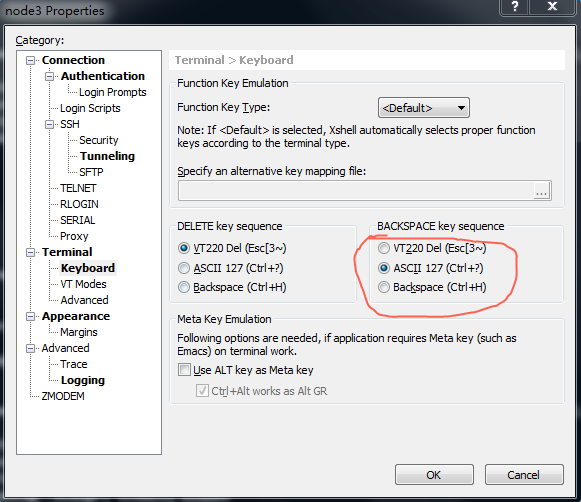 node3 Properties
Category:
Connection
Authentication
Login Prompts
Login Scripts
SSH
Security
Tunneling
SFTP
TELNET
RLOGIN
SERIAL
Proxy
Terminal
Keyboard
VT Modes
Advanced
Appearance
Margins
Advanced
Trace
Logging
ZMODEM
Terminal > Keyboard
Function Key Emulation
Function Key Type:
<Default>
Note: If <Default> is selected, Xshell automatically selects proper function
keys according to the terminal type.
Specify an alternative key mapping file:
...
DELETE key sequence
VT220 Del (Esc[3~)
ASCII 127 (Ctrl+?)
Backspace (Ctrl+H)
BACKSPACE key sequence
VT220 Del (Esc[3~)
ASCII 127 (Ctrl+?)
Backspace (Ctrl+H)
Meta Key Emulation
Following options are needed, if application requires Meta key (such as
Emacs) on terminal work.
Use ALT key as Meta key
Ctrl+Alt works as Alt GR
OK
Cancel